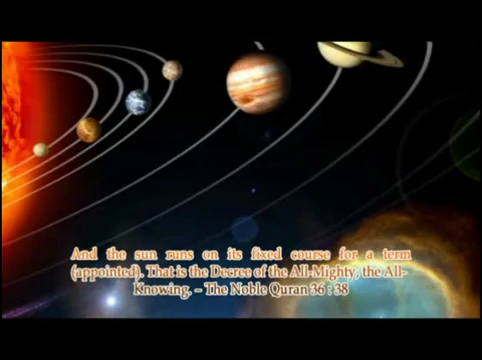 And the sun runs on its fixed course for a term
(appointed). That is the Decree of the All-Mighty, the All-
Knowing. – The Noble Quran 36 : 38